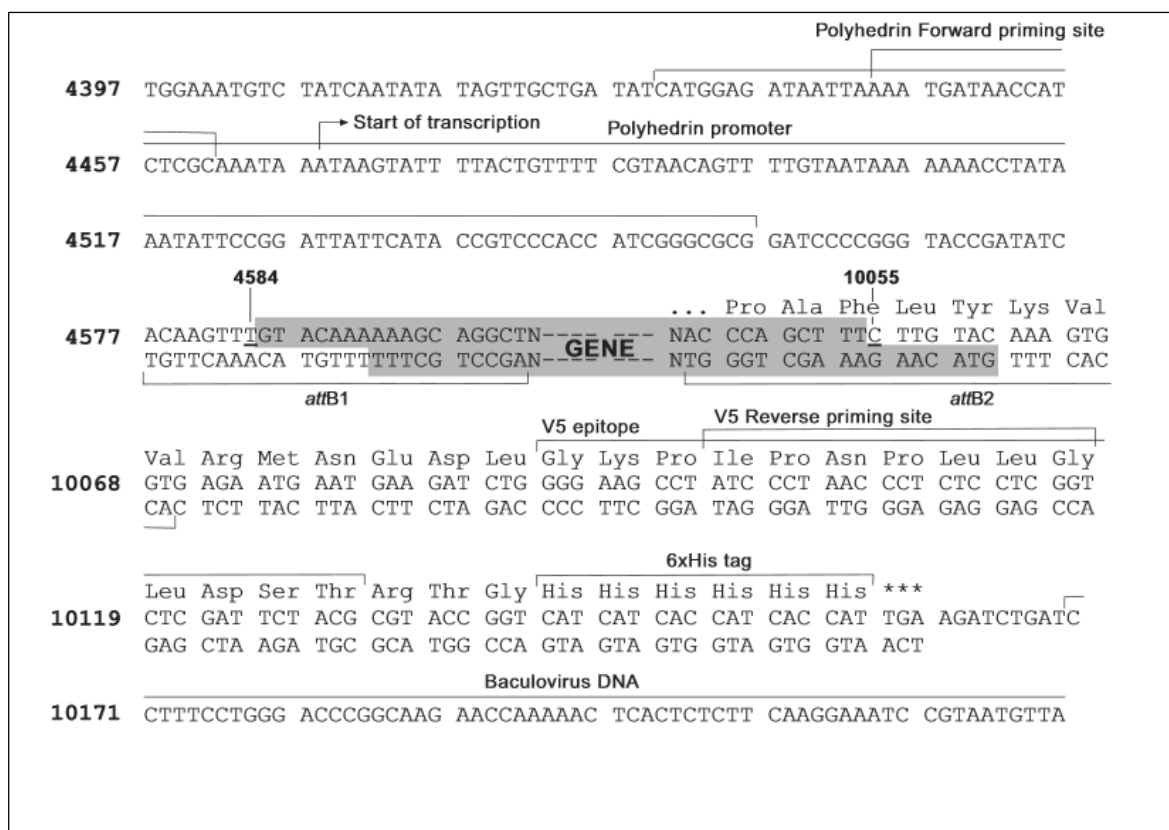 Polyhedrin Forward priming site
4397 TGGAAATGTC TATCAATATA TAGTTGCTGA TATCATGGAG ATAATTAAAA TGATAACCAT
Start of transcription Polyhedrin promoter
4457 CTCGCAAATA AATAAGTATT TTACTGTTTT CGTAACAGTT TTGTAATAAA AAAACCTATA
4517 AATATTCCGG ATTATTCATA CCGTCCCACC ATCGGGCGCG GATCCCCGGG TACCGATATC
4584 10055
... Pro Ala Phe Leu Tyr Lys Val
4577 ACAAGTTTGT ACAAAAAAGC AGGCTN---- --- NAC CCA GCT TTC TTG TAC AAA GTG
GENE
TGTTCAAACA TGTTTTTTCG TCCGAN---- --- NTG GGT CGA AAG AAC ATG TTT CAC
attB1 attB2
V5 epitope V5 Reverse priming site
Val Arg Met Asn Glu Asp Leu Gly Lys Pro Ile Pro Asn Pro Leu Leu Gly
10068 GTG AGA ATG AAT GAA GAT CTG GGG AAG CCT ATC CCT AAC CCT CTC CTC GGT
CAC TCT TAC TTA CTT CTA GAC CCC TTC GGA TAG GGA TTG GGA GAG GAG CCA
6xHis tag
Leu Asp Ser Thr Arg Thr Gly His His His His His His ***
10119 CTC GAT TCT ACG CGT ACC GGT CAT CAT CAC CAT CAC CAT TGA AGATCTGATC
GAG CTA AGA TGC GCA TGG CCA GTA GTA GTG GTA GTG GTA ACT
Baculovirus DNA
10171 CTTTCCTGGG ACCCGGCAAG AACCAAAAAC TCACTCTCTT CAAGGAAATC CGTAATGTTA